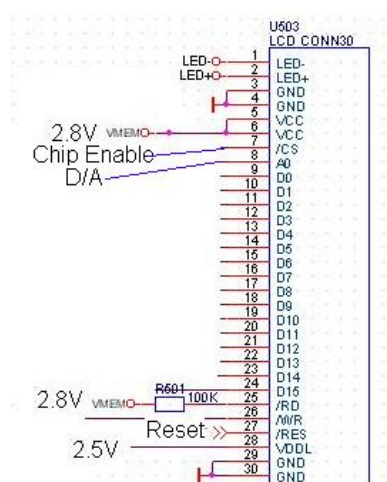 U503
LCD CONN30
LED- 1 LED-
LED+ 2 LED+
3 GND
4 GND
5 VCC
2.8V VMEM 6 VCC
Chip Enable 7 /CS
D/A 8 A0
9 D0
10 D1
11 D2
12 D3
13 D4
14 D5
15 D6
16 D7
17 D8
18 D9
19 D10
20 D11
21 D12
22 D13
23 D14
24 D15
2.8V VMEM 100K 25 /RD
26 /WR
Reset 27 /RES
2.5V 28 VDDL
29 GND
30 GND